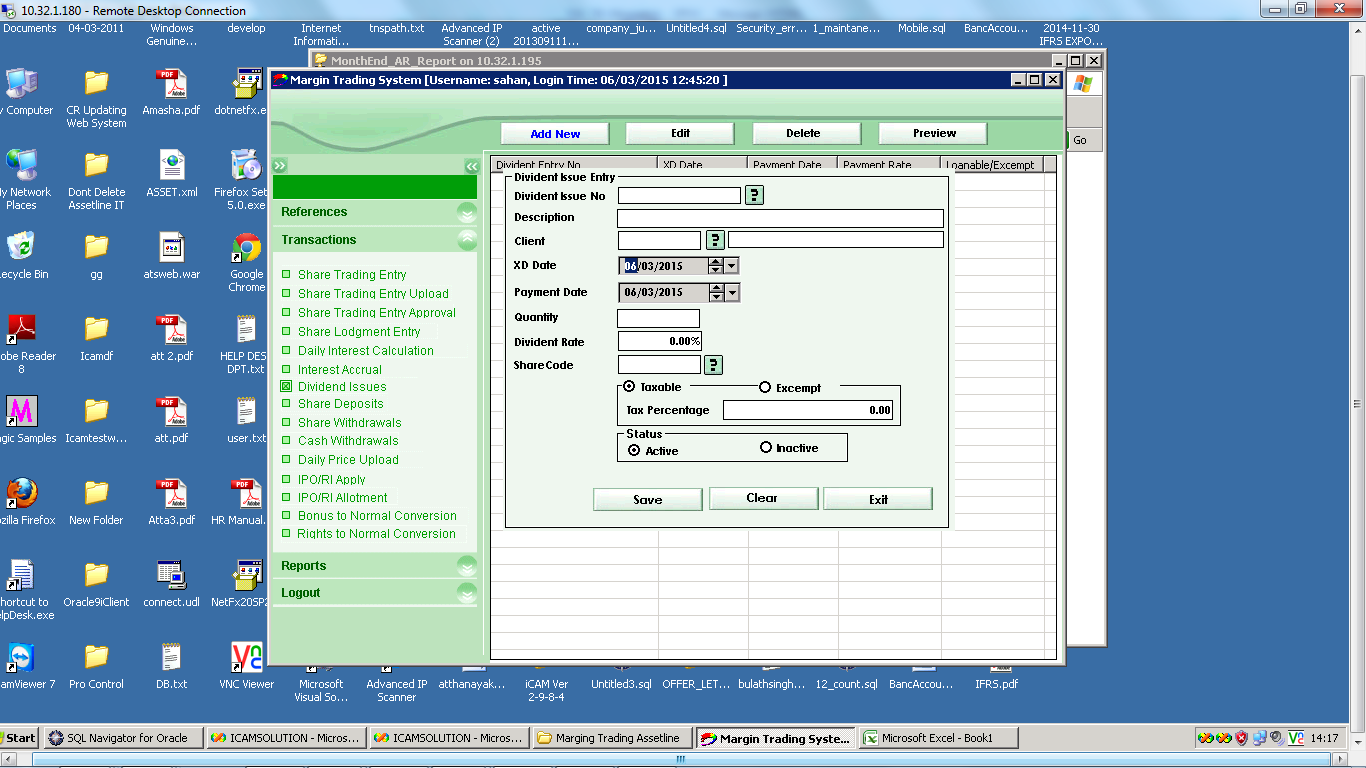 10.32.1.180 - Remote Desktop Connection
Documents
04-03-2011
Windows Genuine...
develop
Internet Informati...
tnspath.txt
Advanced IP Scanner (2)
active 201309111...
company_ju...
Untitled4.sql
Security_err...
1_maintane...
Mobile.sql
BancAccou...
2014-11-30 IFRS EXPO...
MonthEnd_AR_Report on 10.32.1.195
Margin Trading System [Username: sahan, Login Time: 06/03/2015 12:45:20 ]
Add New
Edit
Delete
Preview
Go
Computer
CR Updating Web System
Amasha.pdf
dotnetfx.e
Network Places
Dont Delete Assetline IT
ASSET.xml
Firefox Set 5.0.exe
ecycle Bin
gg
atsweb.war
Google Chrome
obe Reader 8
Icamdf
att 2.pdf
HELP DES DPT.txt
agic Samples
Icamtestw...
att.pdf
user.txt
ozilla Firefox
New Folder
Atta3.pdf
HR Manual.
hortcut to elpDesk.exe
Oracle9iClient
connect.udl
NetFx20SP2
amViewer 7
Pro Control
DB.txt
VNC Viewer
References
Transactions
Share Trading Entry
Share Trading Entry Upload
Share Trading Entry Approval
Share Lodgment Entry
Daily Interest Calculation
Interest Accrual
Dividend Issues
Share Deposits
Share Withdrawals
Cash Withdrawals
Daily Price Upload
IPO/RI Apply
IPO/RI Allotment
Bonus to Normal Conversion
Rights to Normal Conversion
Reports
Logout
Divident Entry No
XD Date
Payment Date
Payment Rate
Loanable/Exempt
Divident Issue Entry
Divident Issue No
?
Description
Client
?
XD Date
06/03/2015
Payment Date
06/03/2015
Quantity
Divident Rate
0.00%
Share Code
?
Taxable
Excempt
Tax Percentage
0.00
Status
Active
Inactive
Save
Clear
Exit
Microsoft Visual So...
Advanced IP Scanner
atthanayak...
iCAM Ver 2-9-8-4
Untitled3.sql
OFFER_LET...
bulathsingh...
12_count.sql
BancAccou...
IFRS.pdf
Start
SQL Navigator for Oracle
ICAMSOLUTION - Micros...
ICAMSOLUTION - Micros...
Marging Trading Assetline
Margin Trading Syste...
Microsoft Excel - Book1
14:17